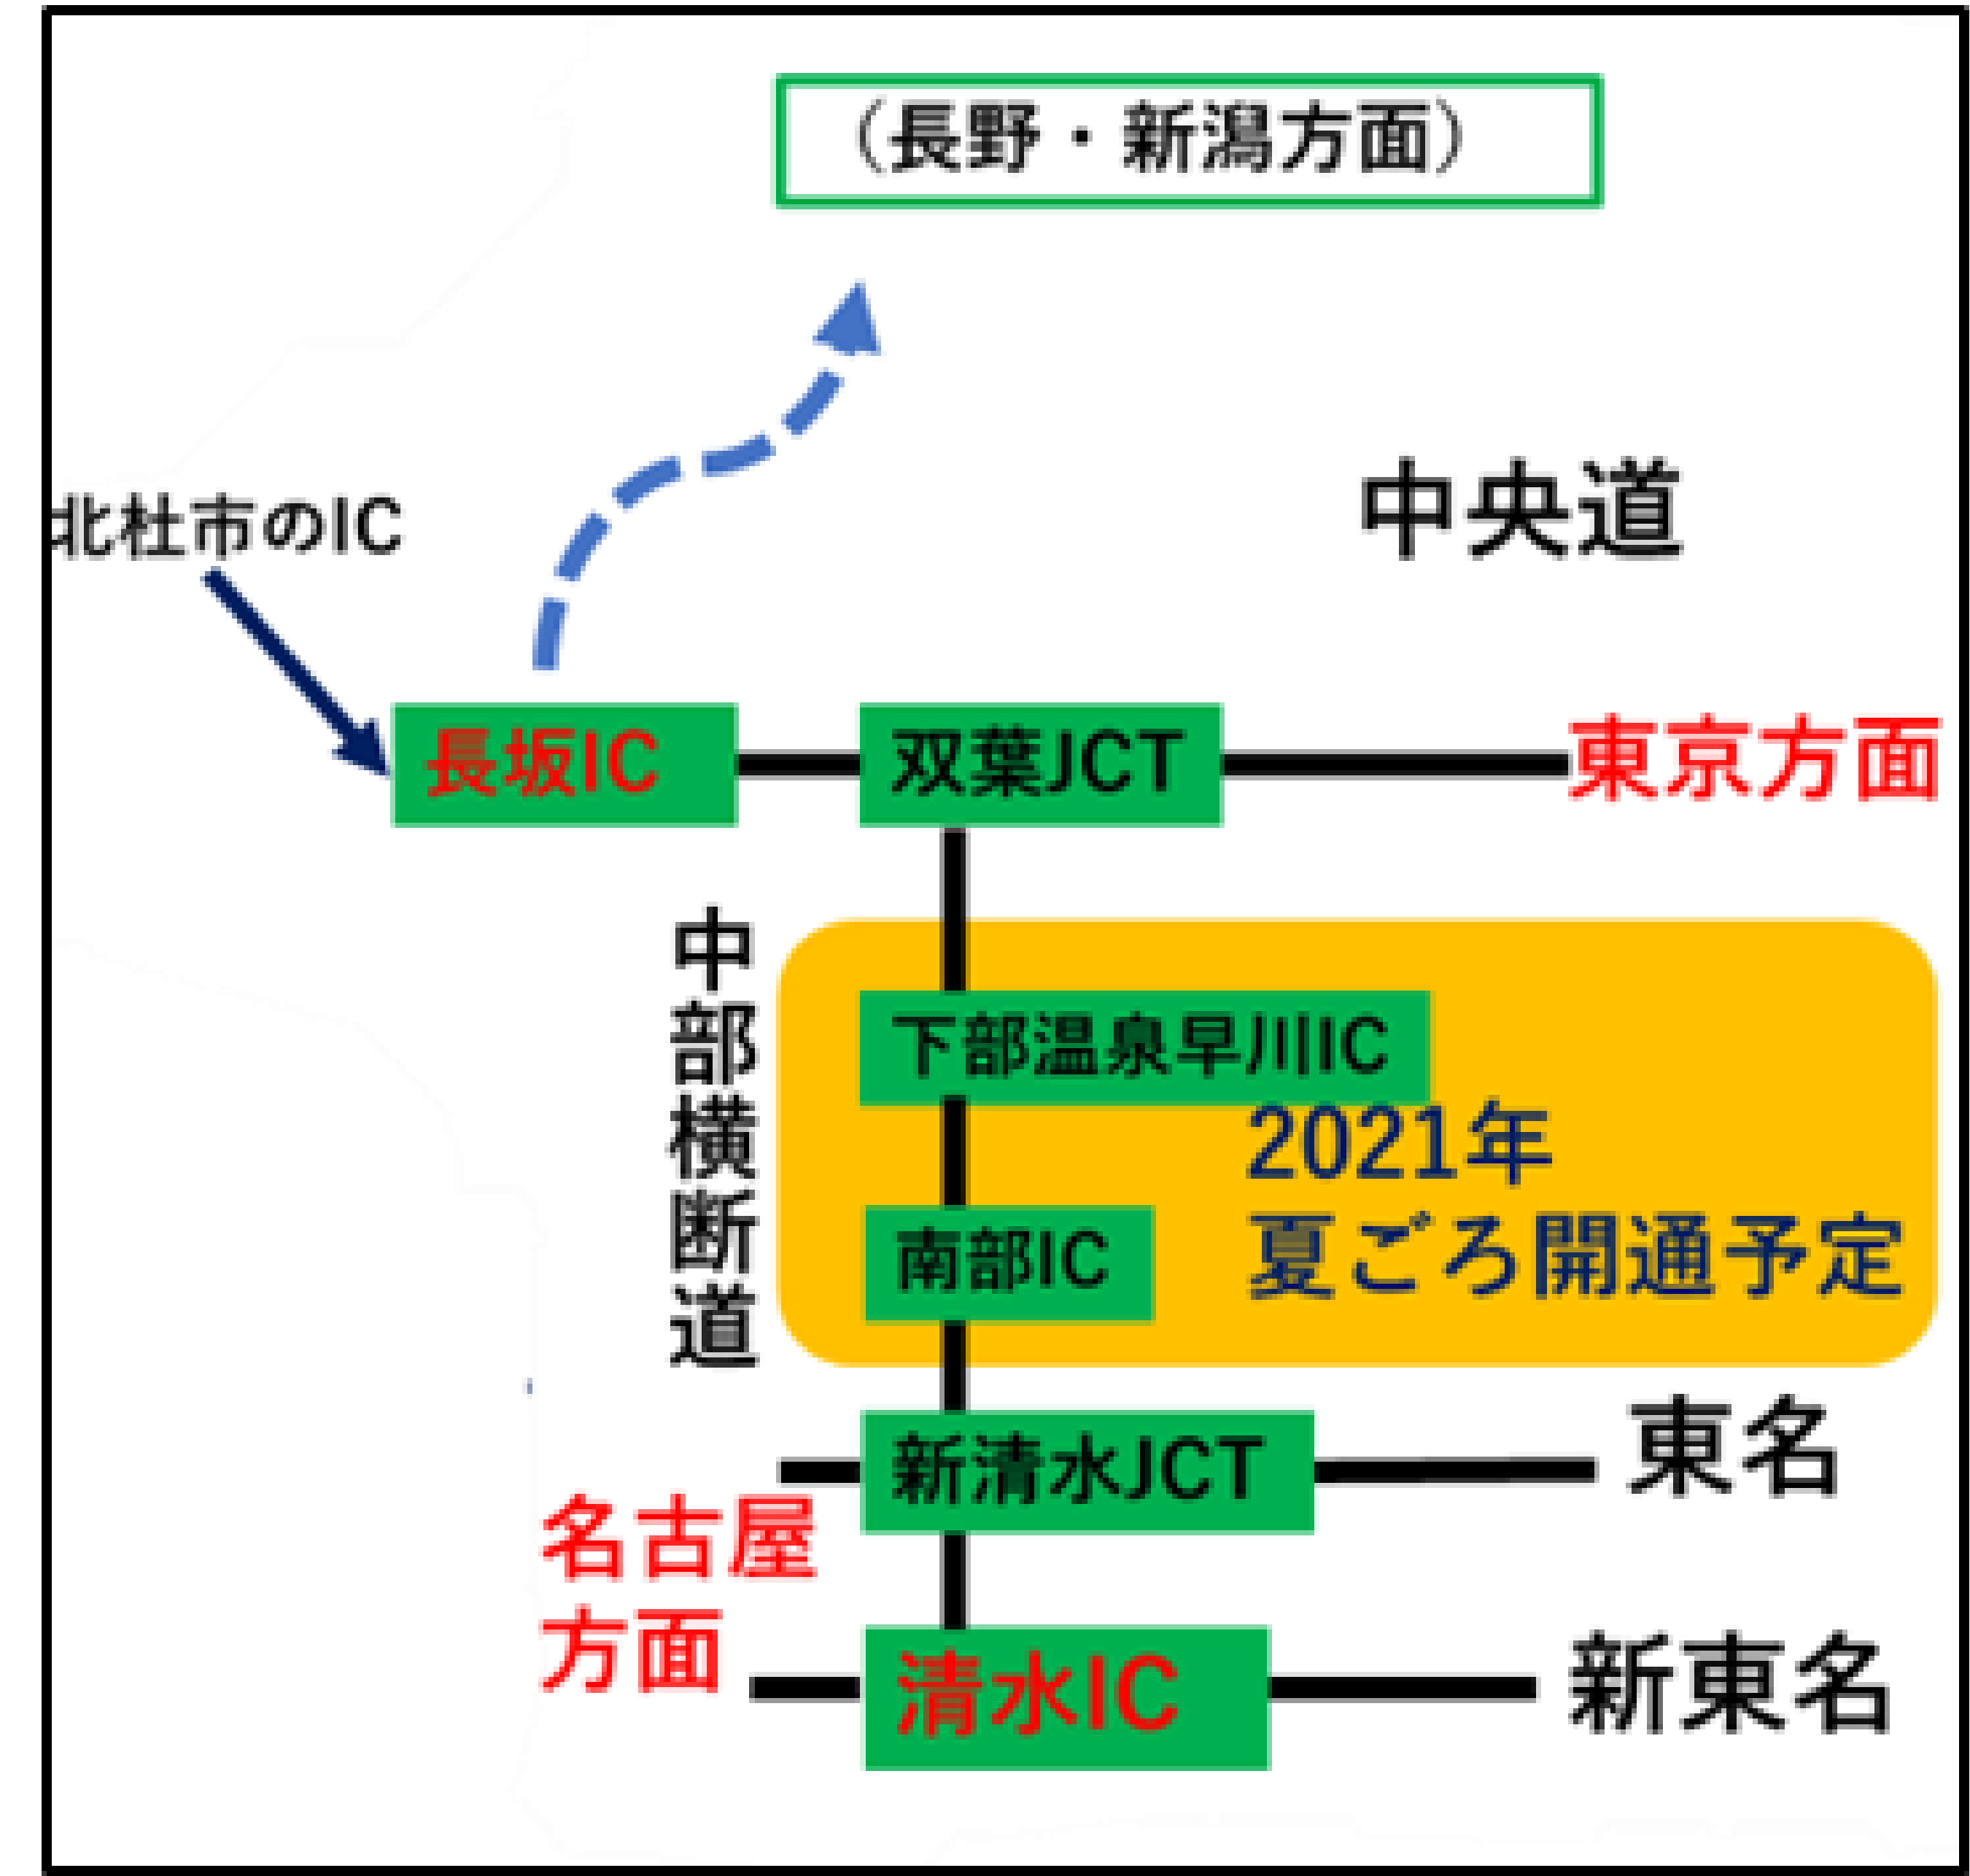 （長野・新潟方面）
中央道
北杜市のIC
長坂IC
双葉JCT
東京方面
中部横断道
下部温泉早川IC
2021年
南部IC
夏ごろ開通予定
新清水JCT
東名
名古屋
方面
清水IC
新東名